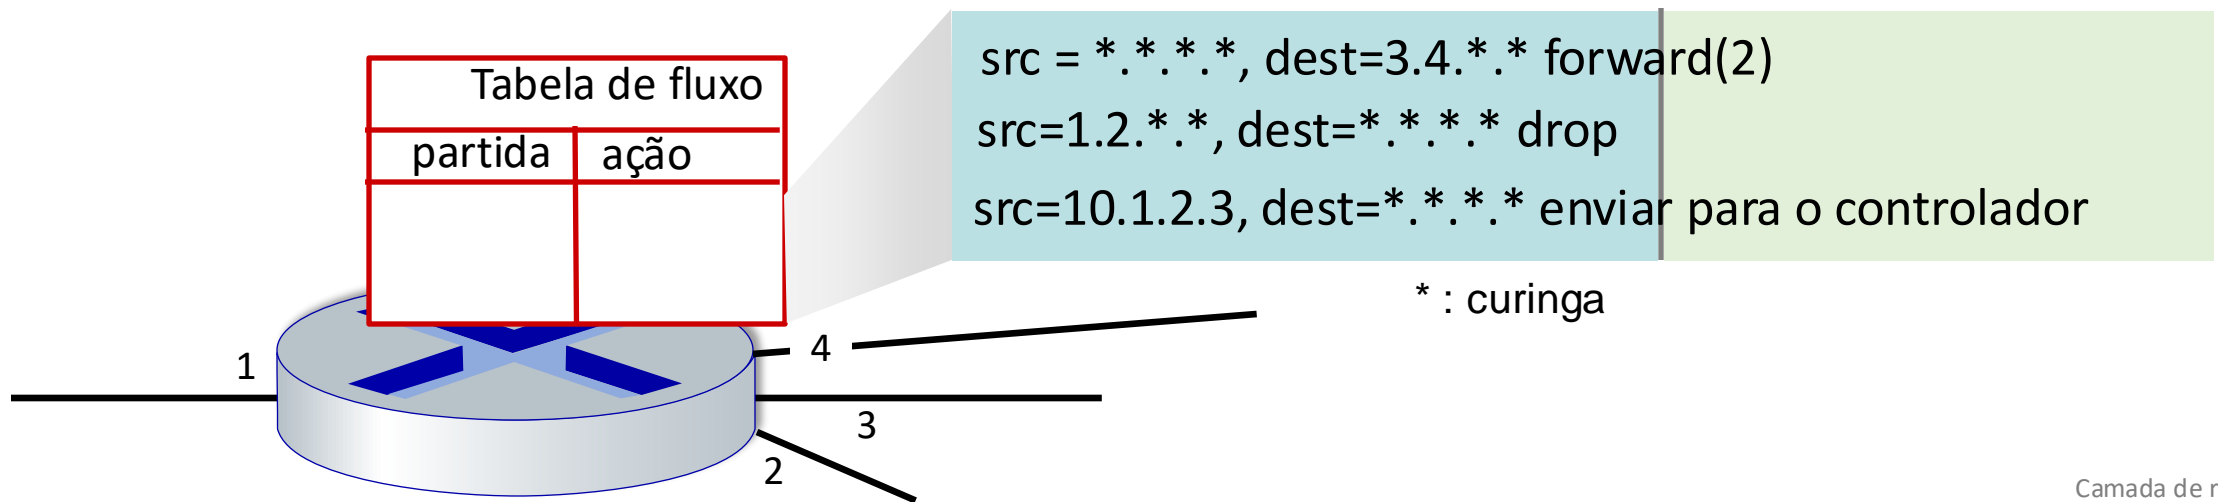 Tabela de fluxo
partida ação
src = *.*.*.*, dest=3.4.*.* forward(2)
src=1.2.*.*, dest=*.*.*.* drop
src=10.1.2.3, dest=*.*.*.* enviar para o controlador
* : curinga
1
4
3
2
Camada de r